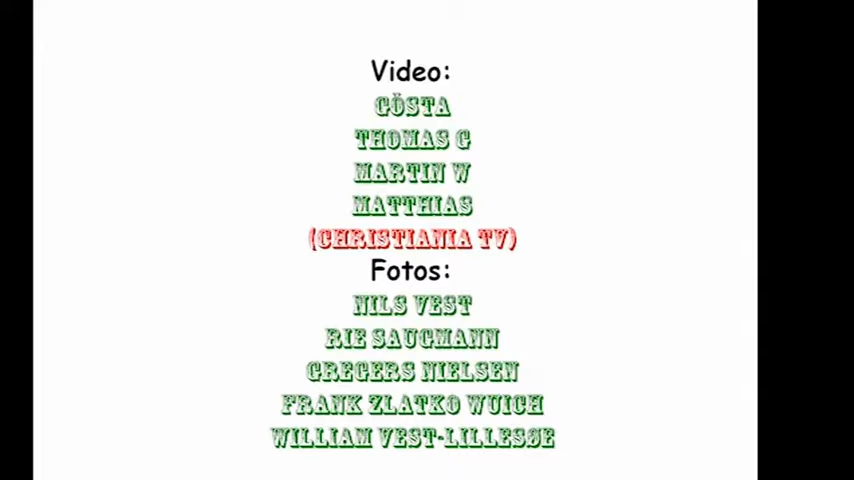 Video:
GÖSTA
THOMAS G
MARTIN W
MATTHIAS
(CHRISTIANIA TV)
Fotos:
NILS VEST
RIE SAUGMANN
GREGERS NIELSEN
FRANK ZLATKO WUICH
WILLIAM VEST-LILLESØE